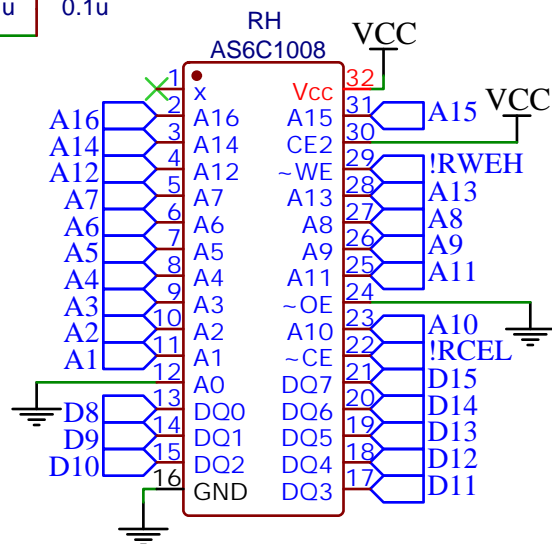 u 0.1u
RH
AS6C1008
VCC
VCC
1 x Vcc 32
A16 2 A16 A15 31 A15
A14 3 A14 CE2 30
A12 4 A12 ~WE 29 !RWEH
A7 5 A7 A13 28 A13
A6 6 A6 A8 27 A8
A5 7 A5 A9 26 A9
A4 8 A4 A11 25 A11
A3 9 A3 ~OE 24
A2 10 A2 A10 23 A10
A1 11 A1 ~CE 22 !RCEL
12 A0 DQ7 21 D15
D8 13 DQ0 DQ6 20 D14
D9 14 DQ1 DQ5 19 D13
D10 15 DQ2 DQ4 18 D12
16 GND DQ3 17 D11